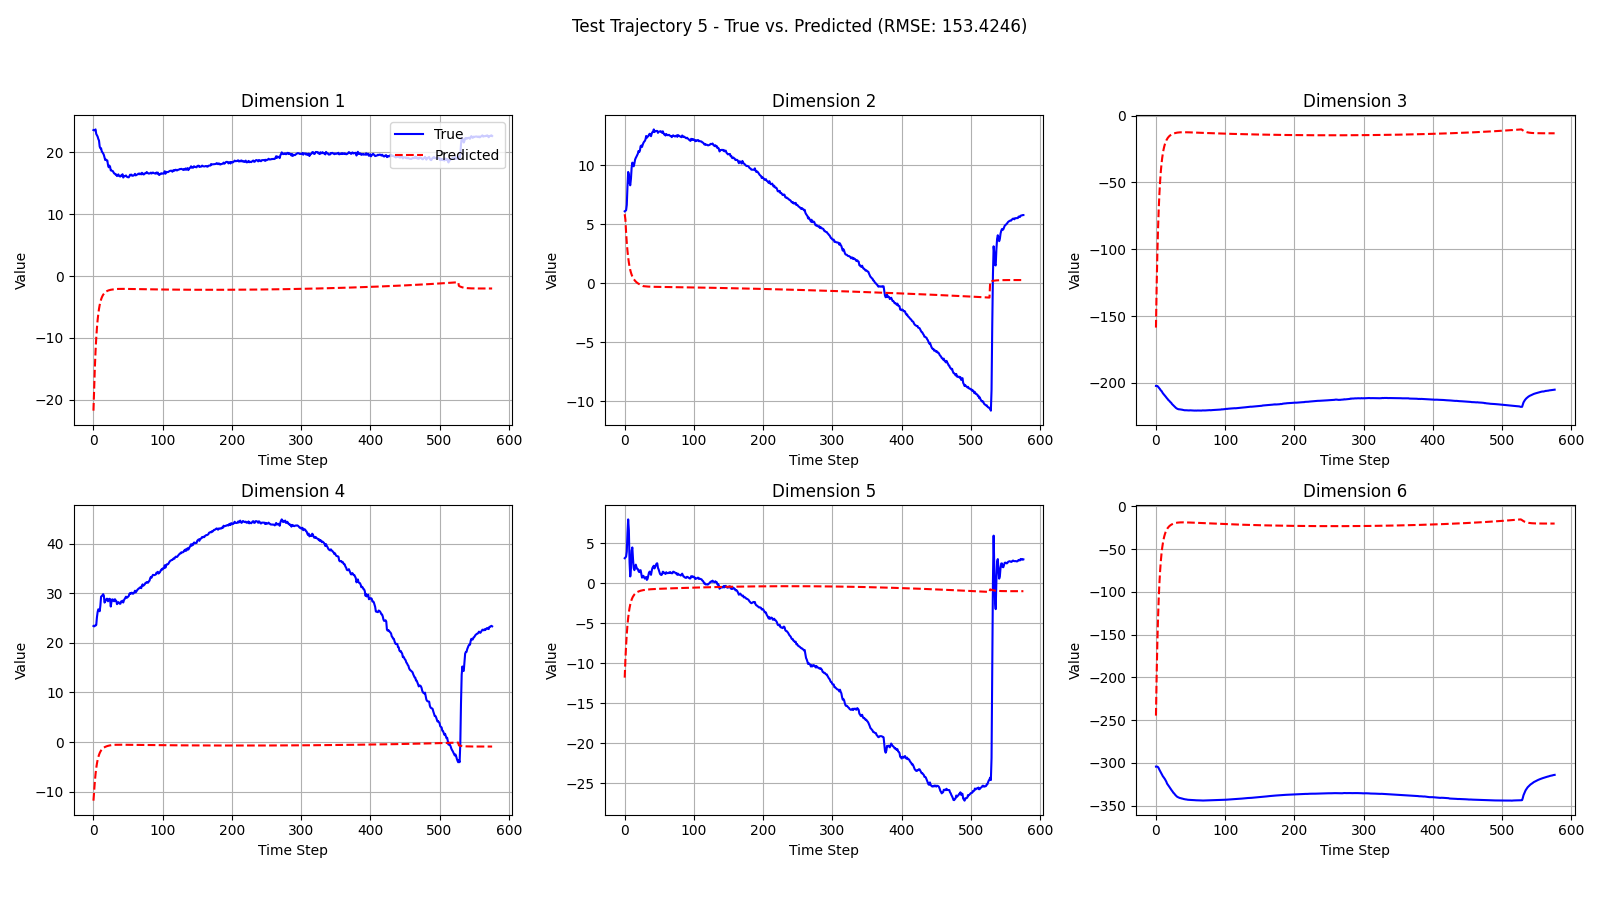 Test Trajectory 5 - True vs. Predicted (RMSE: 153.4246)
Dimension 1
Value
20
10
0
−10
−20
True
Predicted
0 100 200 300 400 500 600
Time Step
Dimension 2
Value
10
5
0
−5
−10
0 100 200 300 400 500 600
Time Step
Dimension 3
Value
0
−50
−100
−150
−200
0 100 200 300 400 500 600
Time Step
Dimension 4
Value
40
30
20
10
0
−10
0 100 200 300 400 500 600
Time Step
Dimension 5
Value
5
0
−5
−10
−15
−20
−25
0 100 200 300 400 500 600
Time Step
Dimension 6
Value
0
−50
−100
−150
−200
−250
−300
−350
0 100 200 300 400 500 600
Time Step